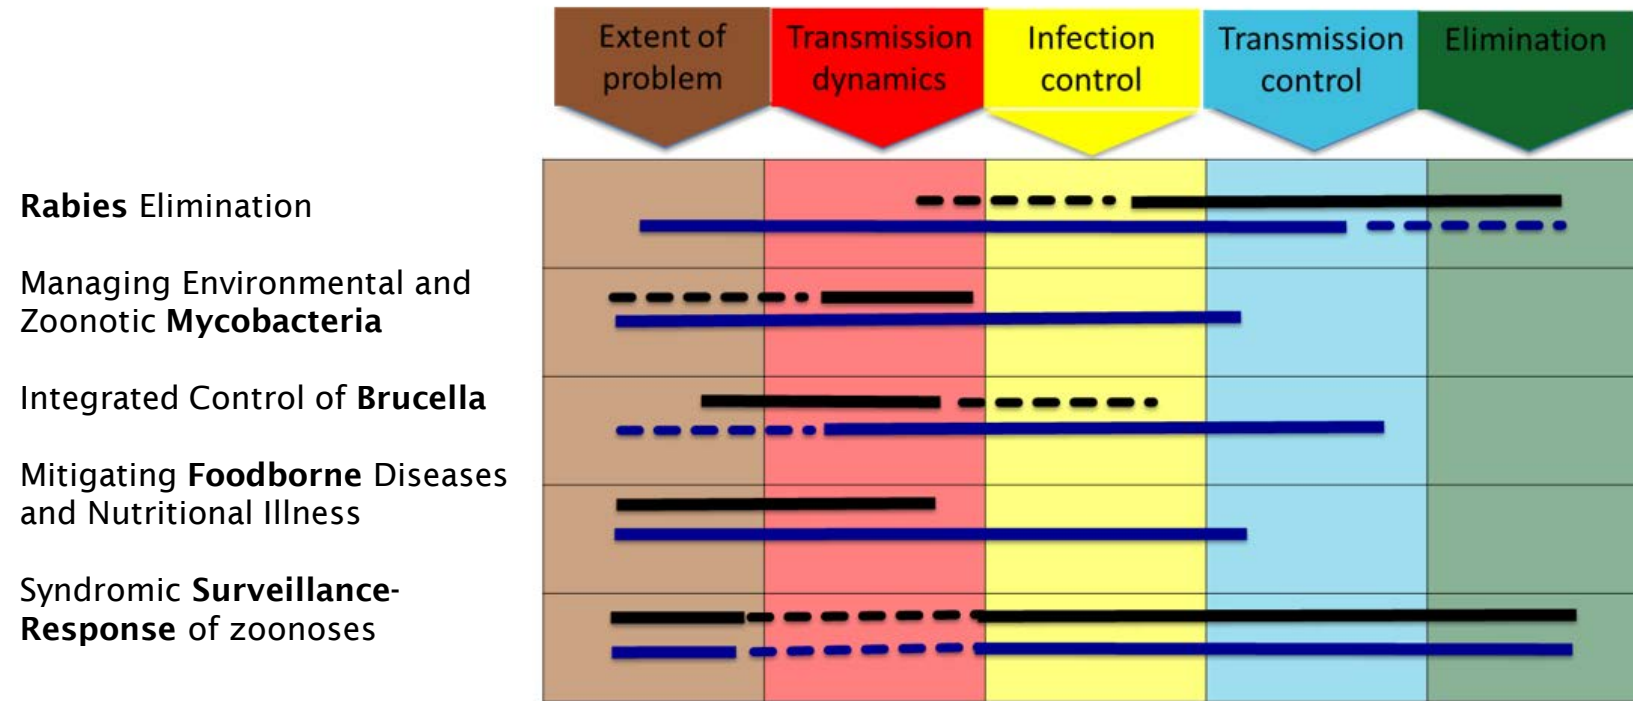 Extent of
problem
Transmission
dynamics
Infection
control
Transmission
control
Elimination
Rabies Elimination
Managing Environmental and
Zoonotic Mycobacteria
Integrated Control of Brucella
Mitigating Foodborne Diseases
and Nutritional Illness
Syndromic Surveillance-
Response of zoonoses